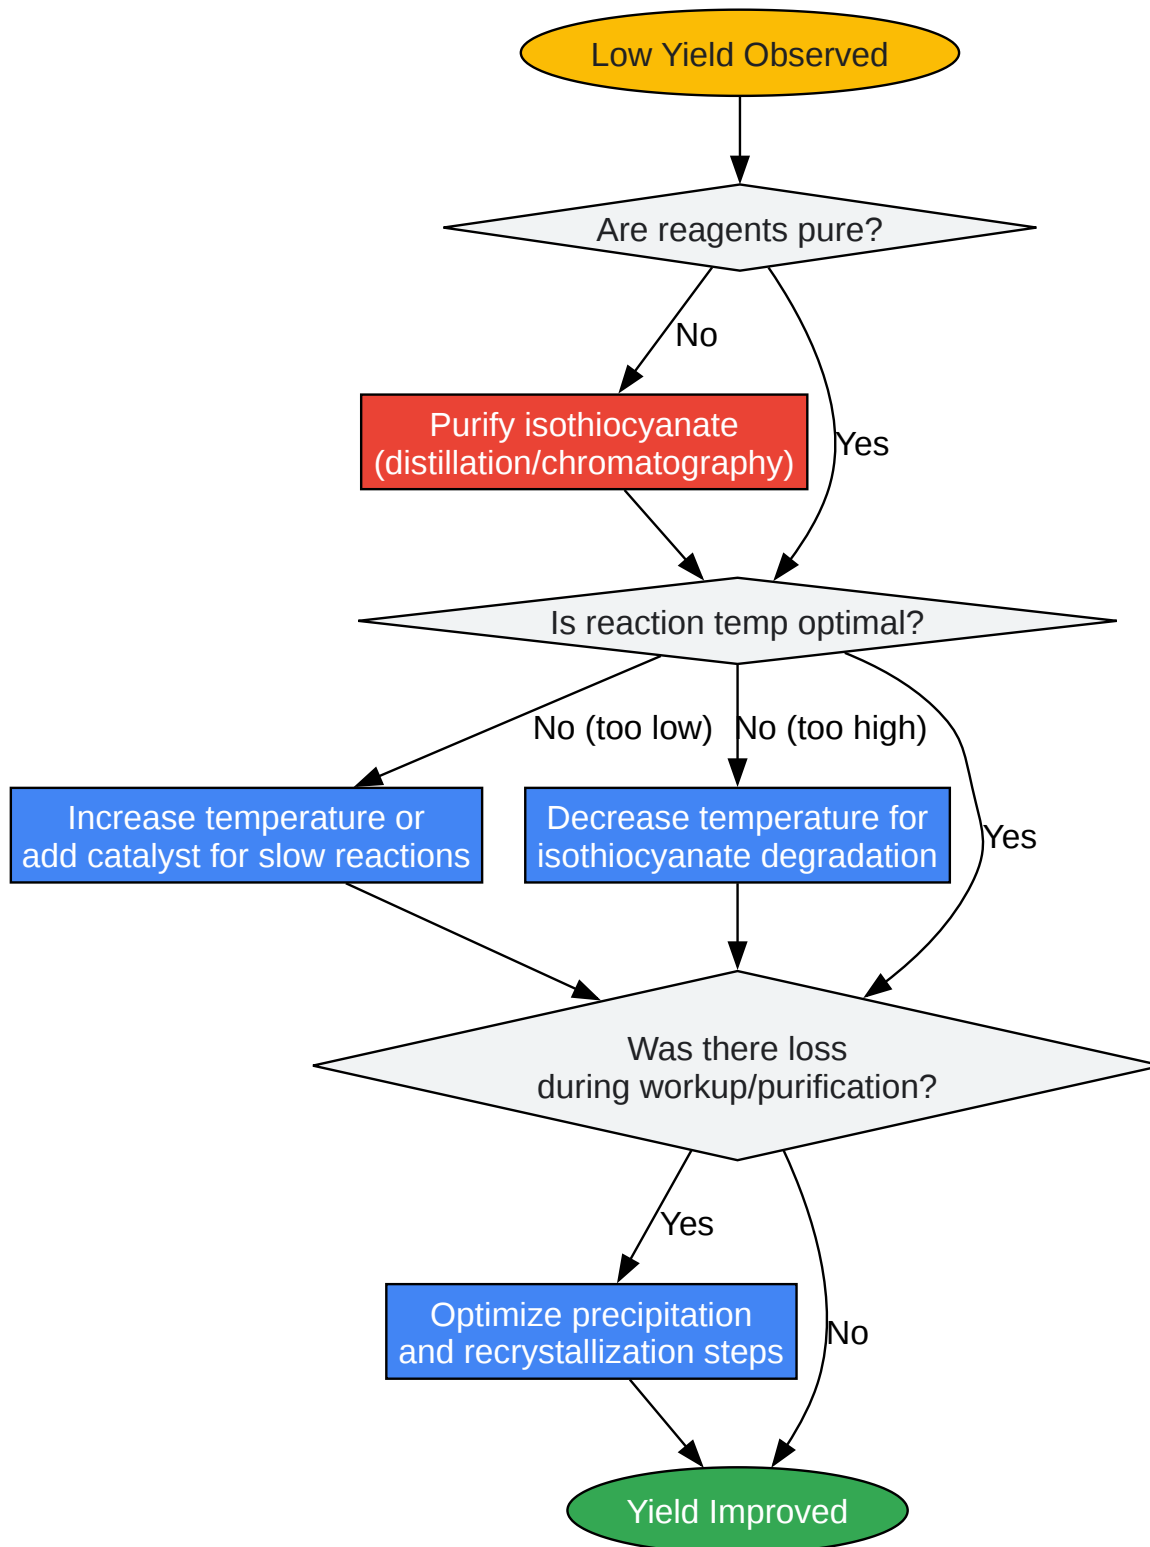 Low Yield Observed
Are reagents pure?
No
Purify isothiocyanate
(distillation/chromatography)
Yes
Is reaction temp optimal?
No (too low)
No (too high)
Increase temperature or
add catalyst for slow reactions
Decrease temperature for
isothiocyanate degradation
Yes
Was there loss
during workup/purification?
Yes
Optimize precipitation
and recrystallization steps
No
Yield Improved